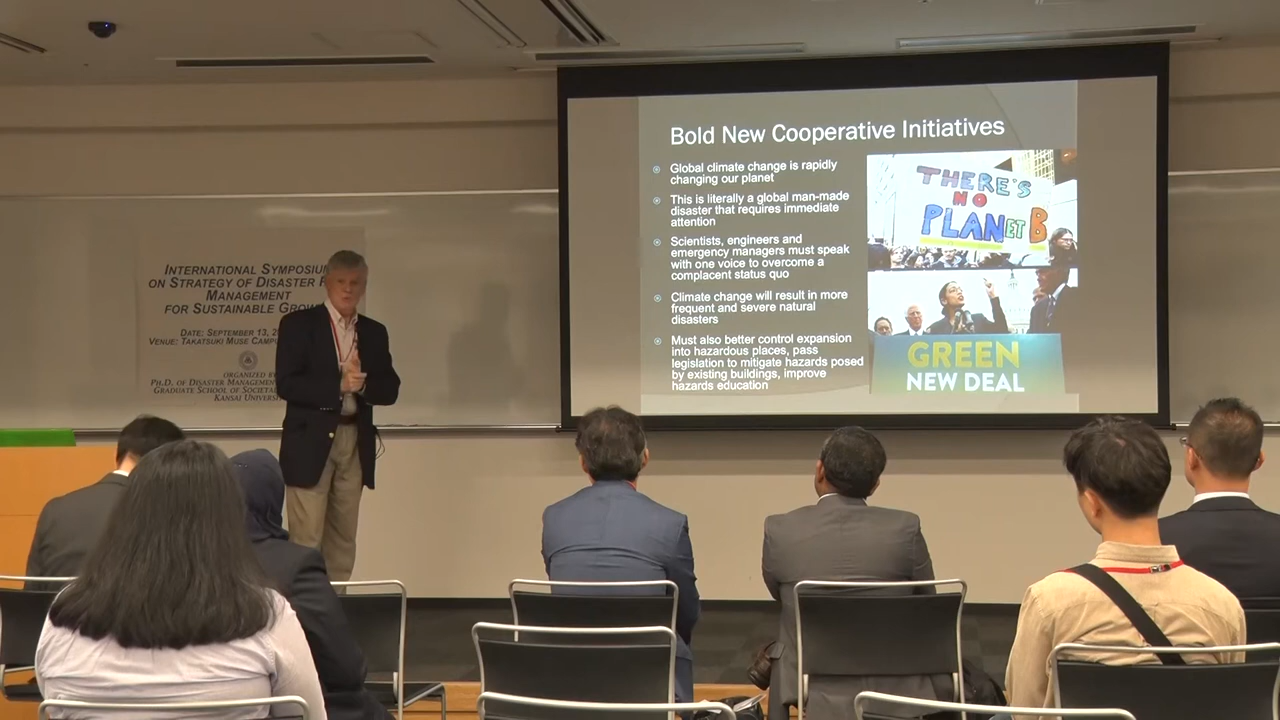 INTERNATIONAL SYMPOSIUM
ON STRATEGY OF DISASTER
MANAGEMENT
FOR SUSTAINABLE
DATE: SEPTEMBER 13,
VENUE: TAKATSUKI MUSE
ORGANIZED BY
PH.D. OF DISASTER MANAGEMENT
GRADUATE SCHOOL OF
KANSAI
Bold New Cooperative Initiatives
Global climate change is rapidly
changing our planet
This is literally a global man-made
disaster that requires immediate
attention
Scientists, engineers and
emergency managers must speak
with one voice to overcome a
complacent status quo
Climate change will result in more
frequent and severe natural
disasters
Must also better control expansion
into hazardous places, pass
legislation to mitigate hazards posed
by existing buildings, improve
hazards education
THERE'S
NO
PLANET B
GREEN
NEW DEAL